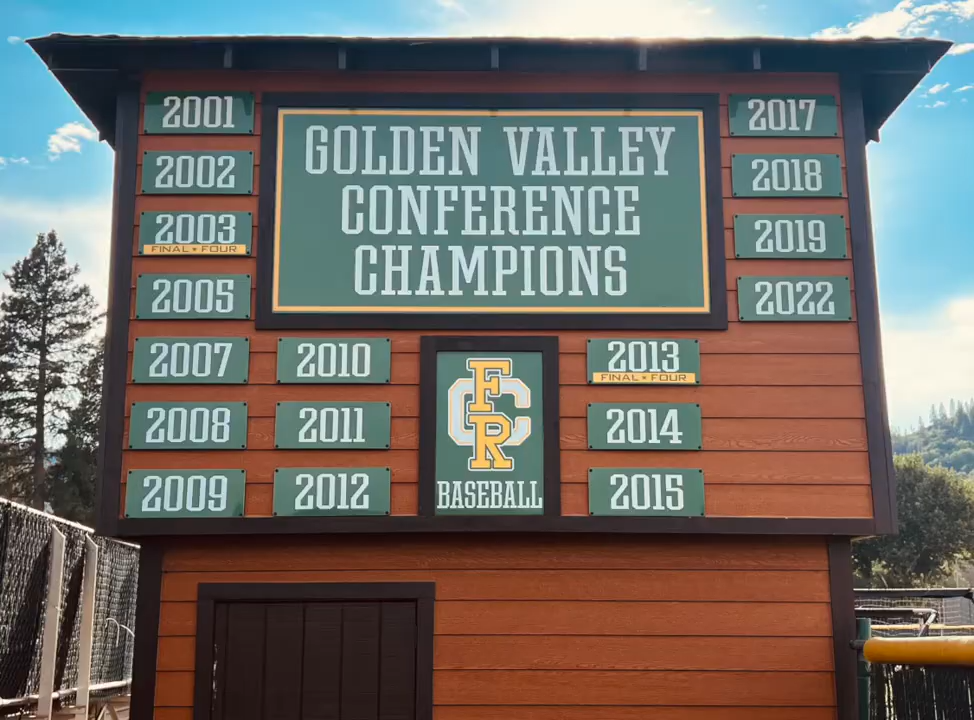 GOLDEN VALLEY
CONFERENCE
CHAMPIONS
2001
2002
2003
FINAL ★ FOUR
2005
2007
2008
2009
2010
2011
2012
FRC
BASEBALL
2013
FINAL ★ FOUR
2014
2015
2017
2018
2019
2022